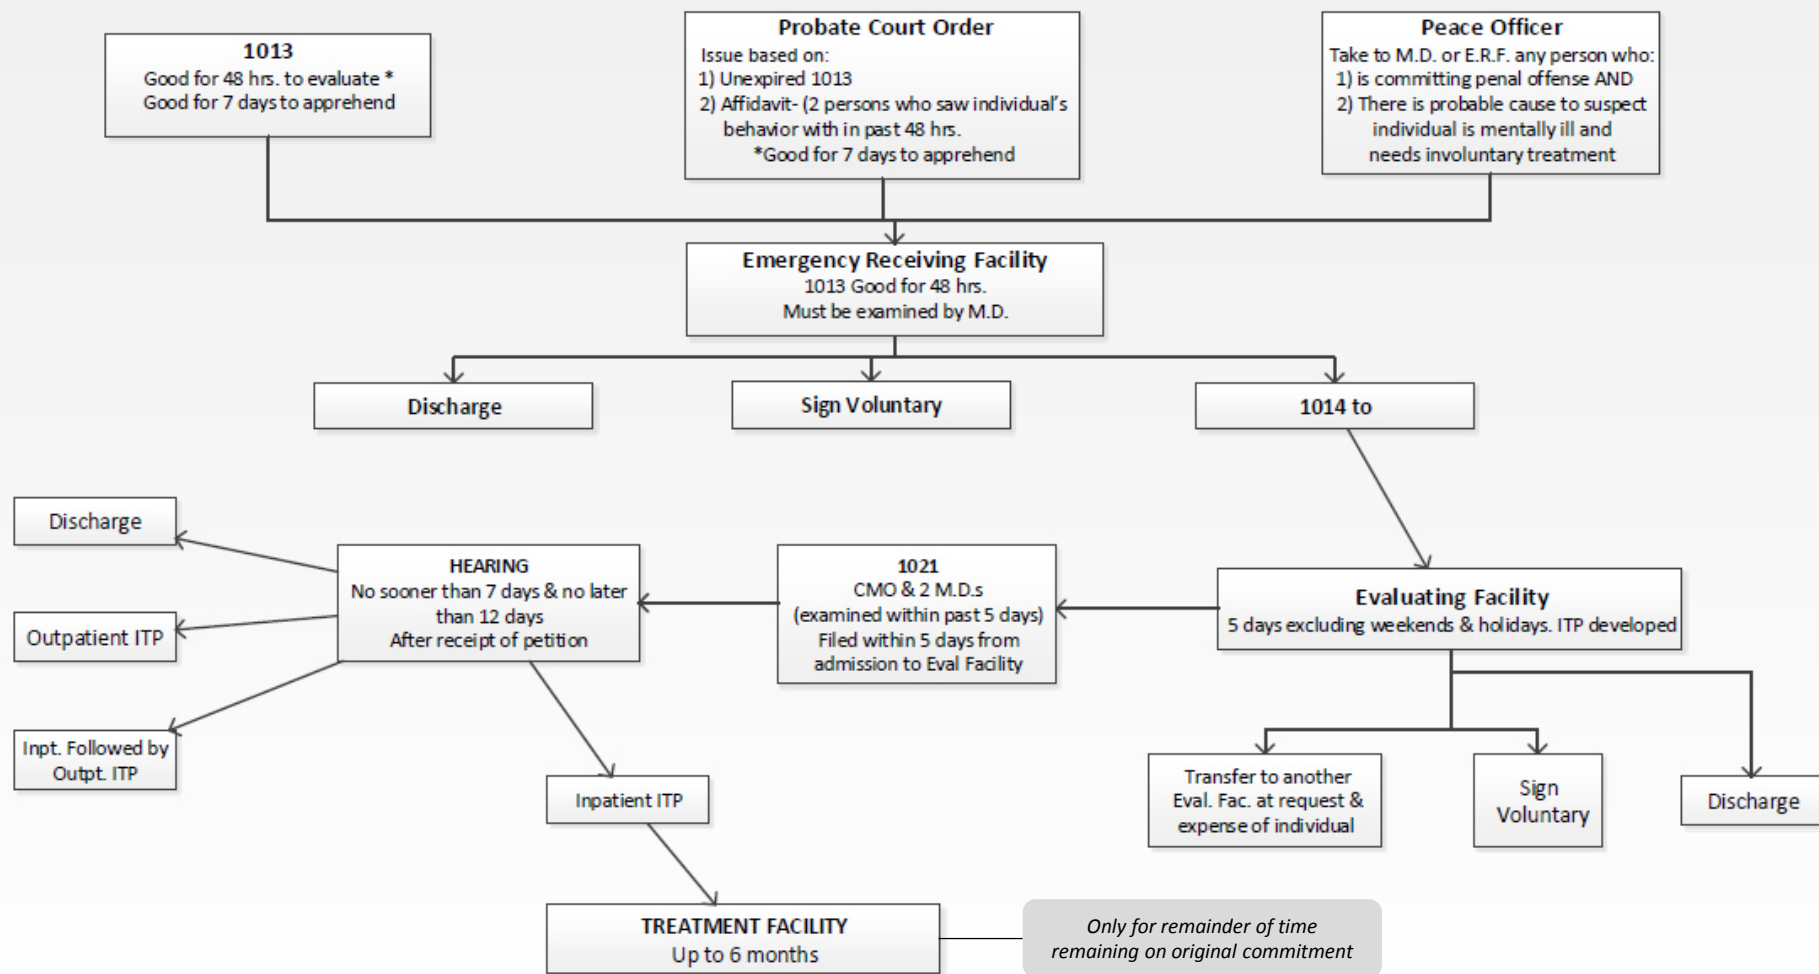 1013
Good for 48 hrs. to evaluate *
Good for 7 days to apprehend
Probate Court Order
Issue based on:
1) Unexpired 1013
2) Affidavit- (2 persons who saw individual's
behavior with in past 48 hrs.
*Good for 7 days to apprehend
Peace Officer
Take to M.D. or E.R.F. any person who:
1) is committing penal offense AND
2) There is probable cause to suspect
individual is mentally ill and
needs involuntary treatment
Emergency Receiving Facility
1013 Good for 48 hrs.
Must be examined by M.D.
Discharge
Sign Voluntary
1014 to
Discharge
Outpatient ITP
Inpt. Followed by
Outpt. ITP
HEARING
No sooner than 7 days & no later
than 12 days
After receipt of petition
1021
CMO & 2 M.D.s
(examined within past 5 days)
Filed within 5 days from
admission to Eval Facility
Evaluating Facility
5 days excluding weekends & holidays. ITP developed
Inpatient ITP
Transfer to another
Eval. Fac. at request &
expense of individual
Sign
Voluntary
Discharge
TREATMENT FACILITY
Up to 6 months
Only for remainder of time
remaining on original commitment